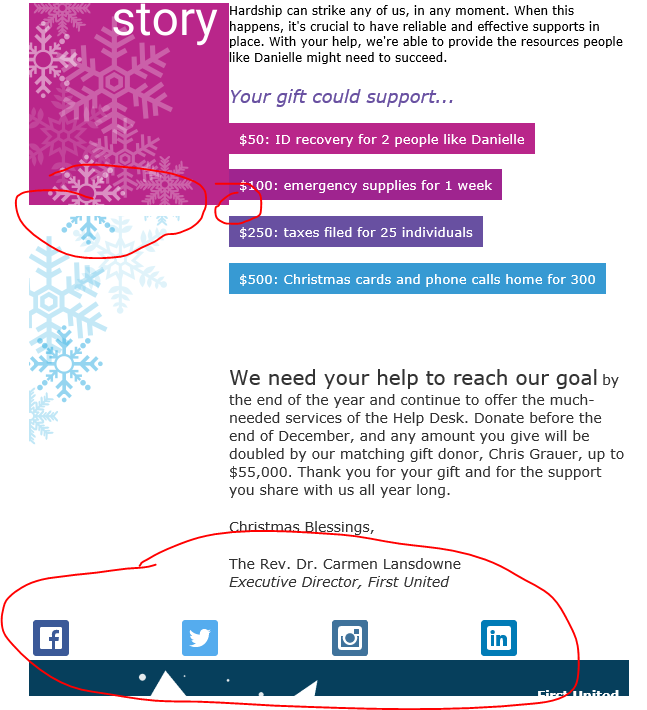 story
Hardship can strike any of us, in any moment. When this
happens, it's crucial to have reliable and effective supports in
place. With your help, we're able to provide the resources people
like Danielle might need to succeed.
Your gift could support...
$50: ID recovery for 2 people like Danielle
$100: emergency supplies for 1 week
$250: taxes filed for 25 individuals
$500: Christmas cards and phone calls home for 300
We need your help to reach our goal by
the end of the year and continue to offer the much-
needed services of the Help Desk. Donate before the
end of December, and any amount you give will be
doubled by our matching gift donor, Chris Grauer, up to
$55,000. Thank you for your gift and for the support
you share with us all year long.
Christmas Blessings,
The Rev. Dr. Carmen Lansdowne
Executive Director, First United
in
First United